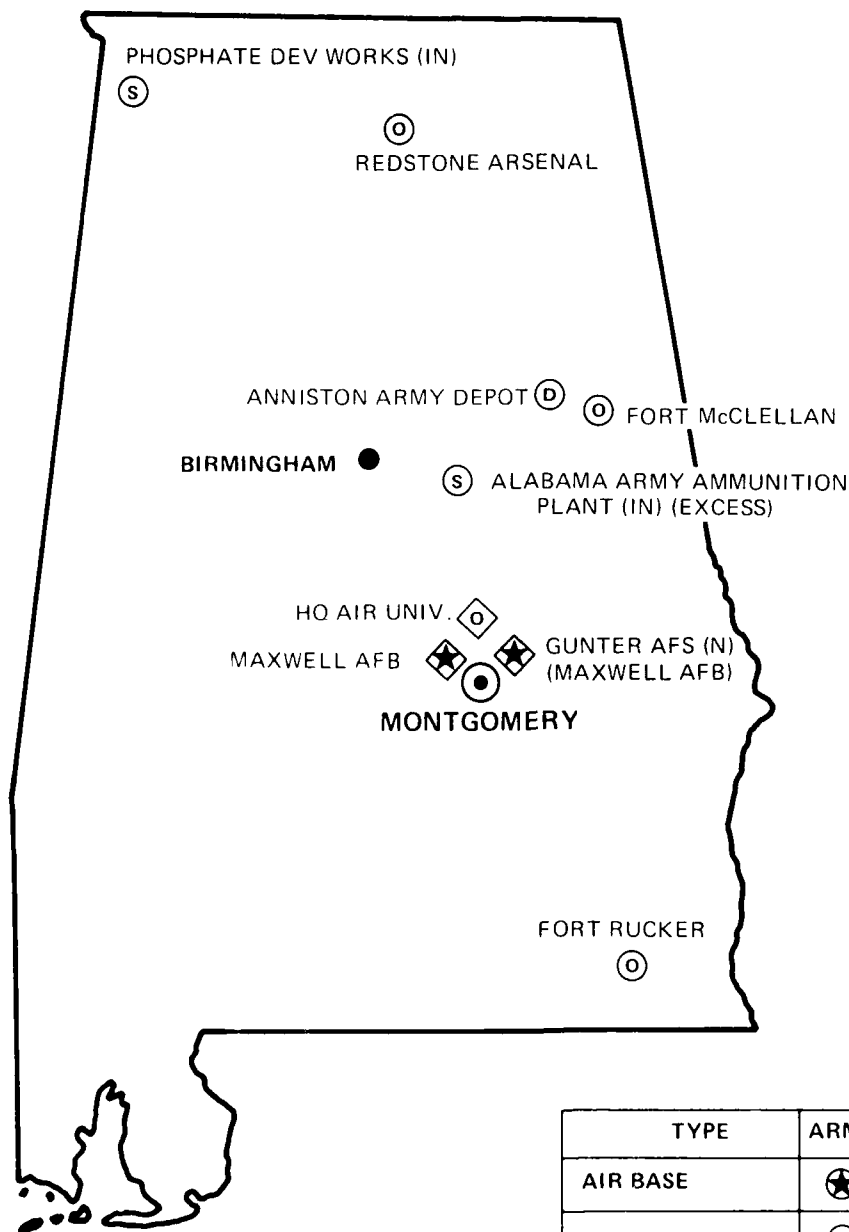 PHOSPHATE DEV WORKS (IN)
S
O
REDSTONE ARSENAL
ANNISTON ARMY DEPOT D
O FORT McCLELLAN
BIRMINGHAM
S ALABAMA ARMY AMMUNITION
PLANT (IN) (EXCESS)
HQ AIR UNIV. O
MAXWELL AFB
GUNTER AFS (N)
(MAXWELL AFB)
MONTGOMERY
FORT RUCKER
O
TYPE
AIR BASE